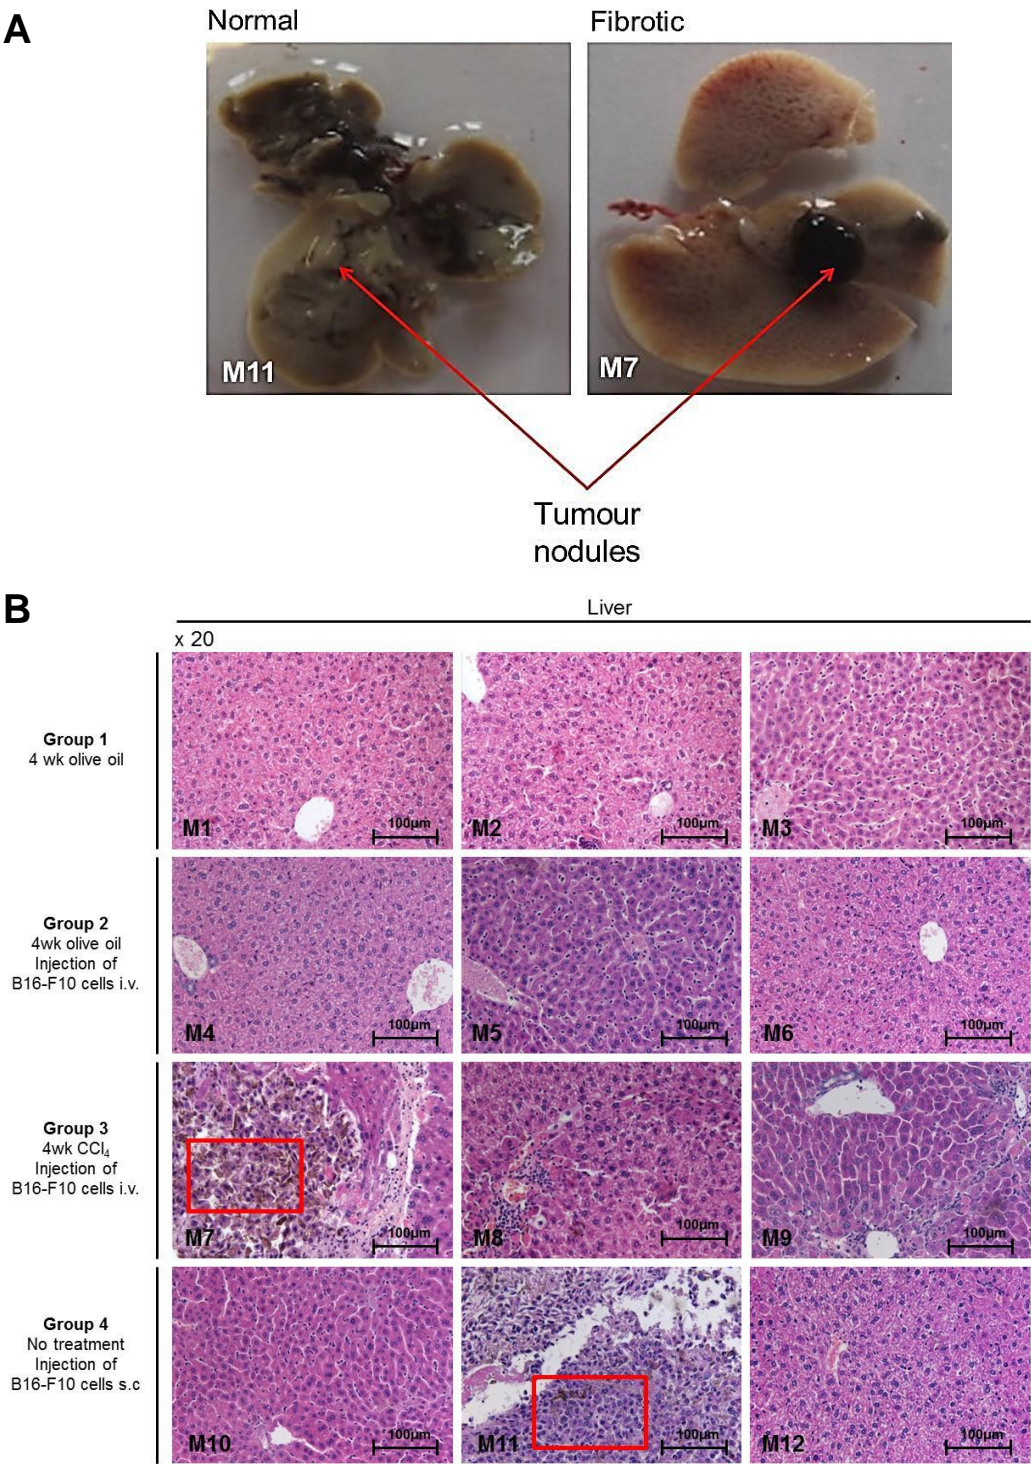 A
Normal
Fibrotic
M11
M7
Tumour
nodules
B
Liver
x 20
Group 1
4 wk olive oil
M1
100µm
M2
100µm
M3
100µm
Group 2
4wk olive oil
Injection of
B16-F10 cells i.v.
M4
100µm
M5
100µm
M6
100µm
Group 3
4wk CCl₄
Injection of
B16-F10 cells i.v.
M7
100µm
M8
100µm
M9
100µm
Group 4
No treatment
Injection of
B16-F10 cells s.c
M10
100µm
M11
100µm
M12
100µm